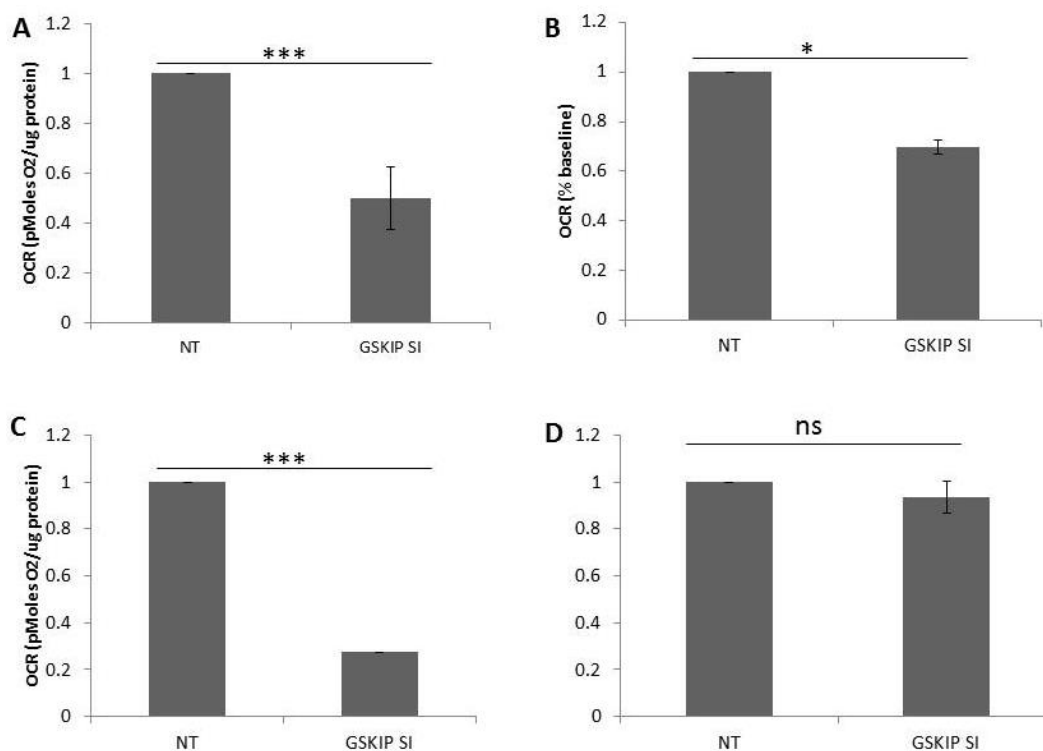 A
OCR (pMoles O2/ug protein)
1.2
1
0.8
0.6
0.4
0.2
0
***
NT
GSKIP SI
B
OCR (% baseline)
1.2
1
0.8
0.6
0.4
0.2
0
*
NT
GSKIP SI
C
OCR (pMoles O2/ug protein)
1.2
1
0.8
0.6
0.4
0.2
0
***
NT
GSKIP SI
D
1.2
1
0.8
0.6
0.4
0.2
0
ns
NT
GSKIP SI